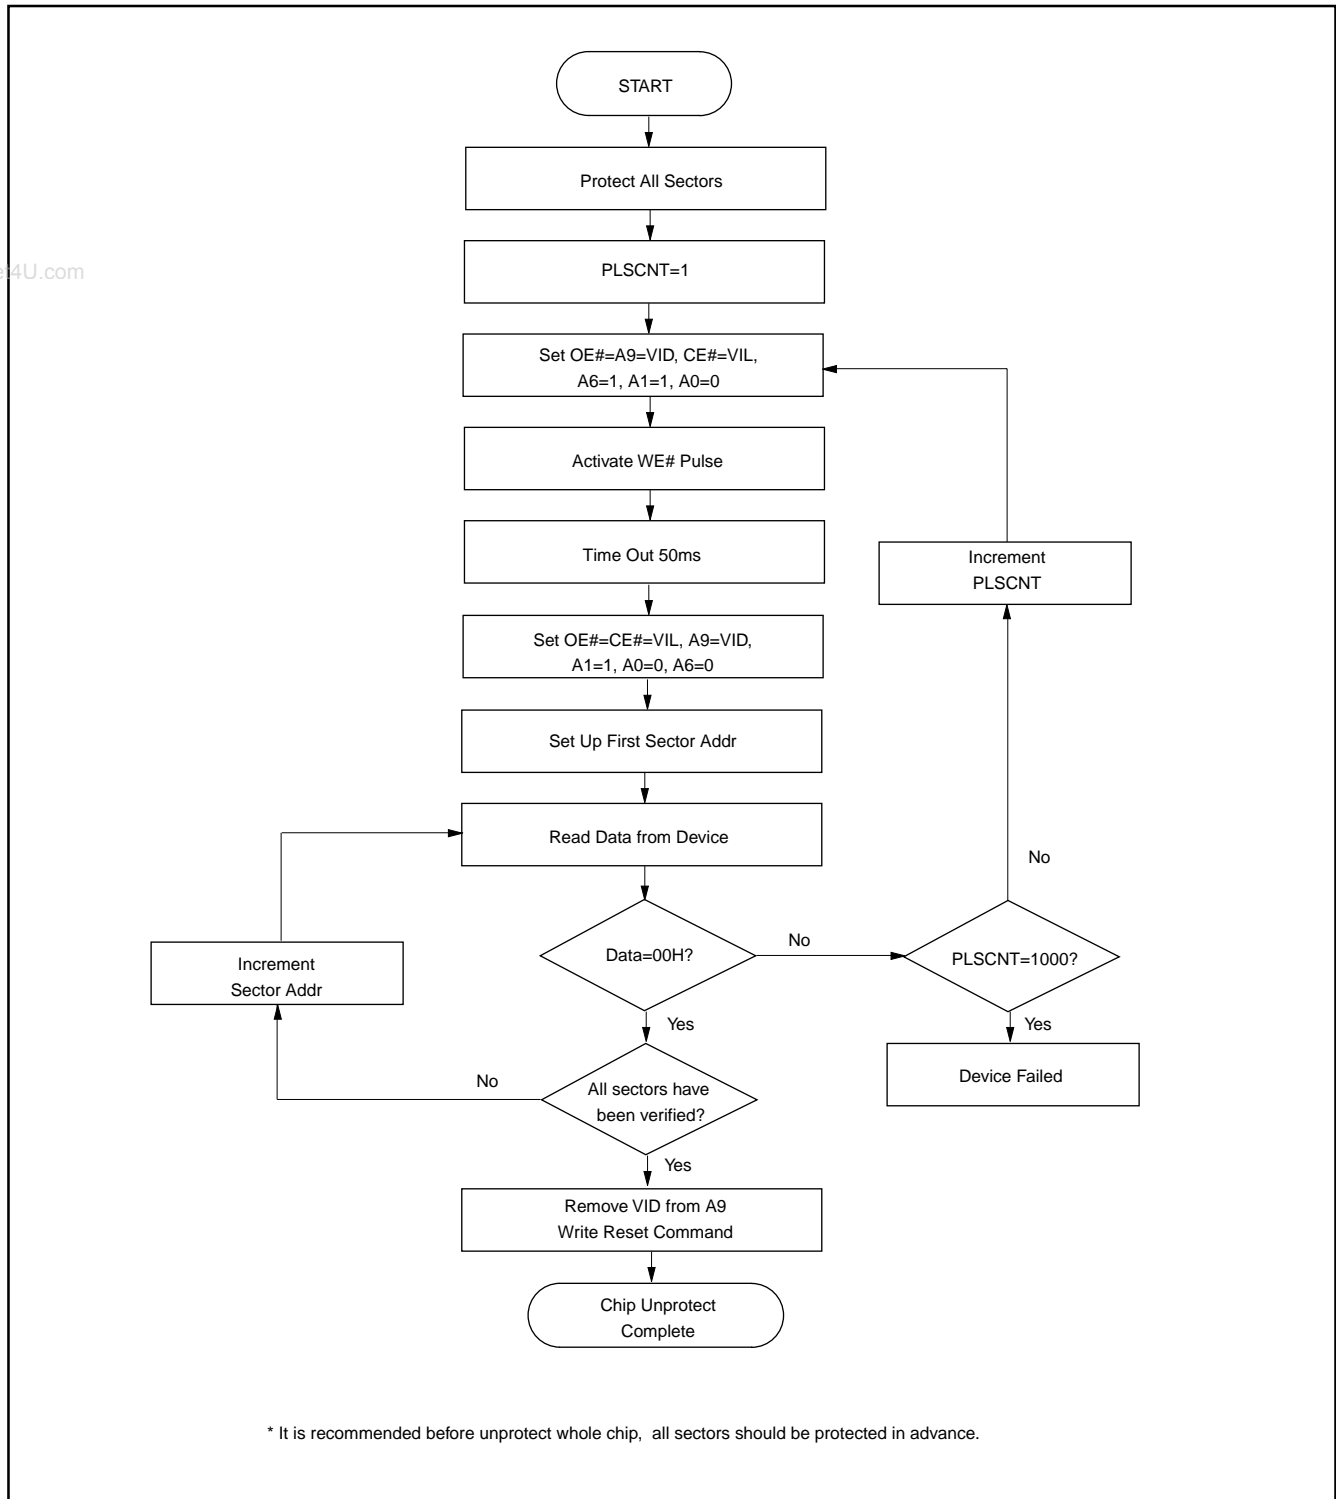 START
Protect All Sectors
et4U.com
PLSCNT=1
Set OE#=A9=VID, CE#=VIL,
A6=1, A1=1, A0=0
Activate WE# Pulse
Time Out 50ms
Increment
PLSCNT
Set OE#=CE#=VIL, A9=VID,
A1=1, A0=0, A6=0
Set Up First Sector Addr
Read Data from Device
No
Data=00H?
No
PLSCNT=1000?
Increment
Sector Addr
Yes
Yes
Device Failed
No
All sectors have
been verified?
Yes
Remove VID from A9
Write Reset Command
Chip Unprotect
Complete
* It is recommended before unprotect whole chip, all sectors should be protected in advance.